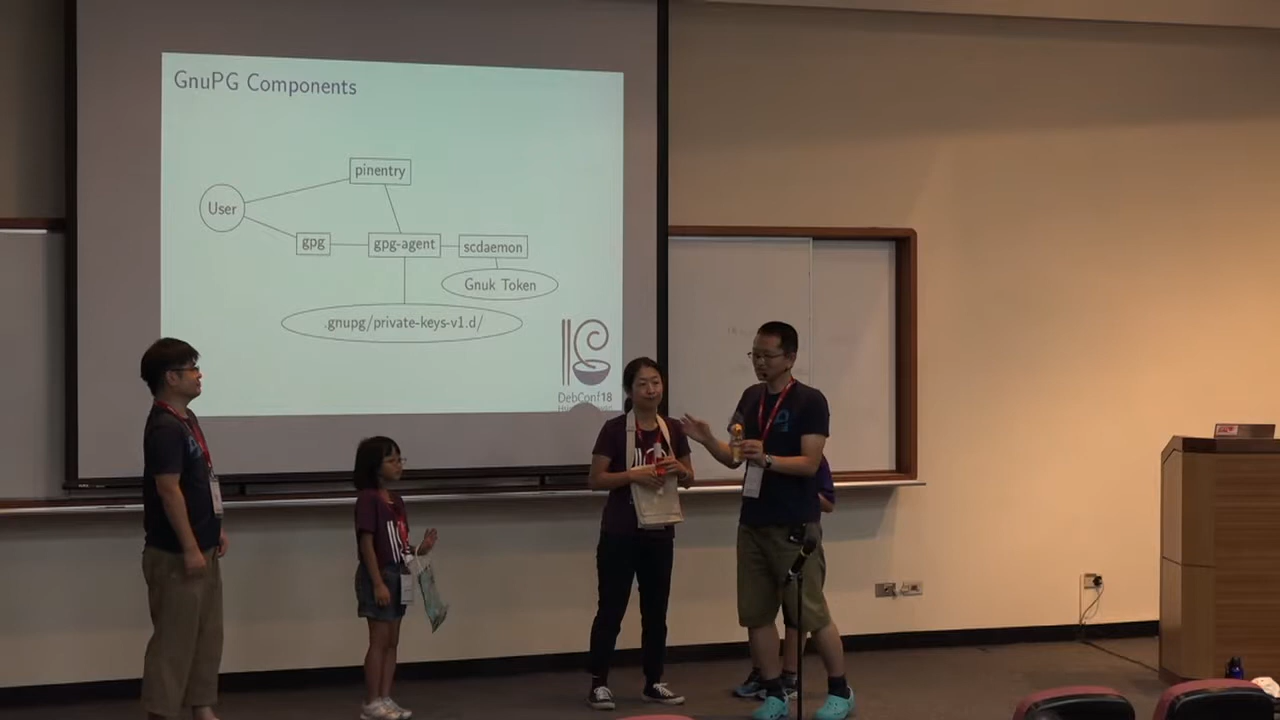 GnuPG Components
pinentry
User
gpg
gpg-agent
scdaemon
Gnuk Token
.gnupg/private-keys-v1.d/
DebConf18